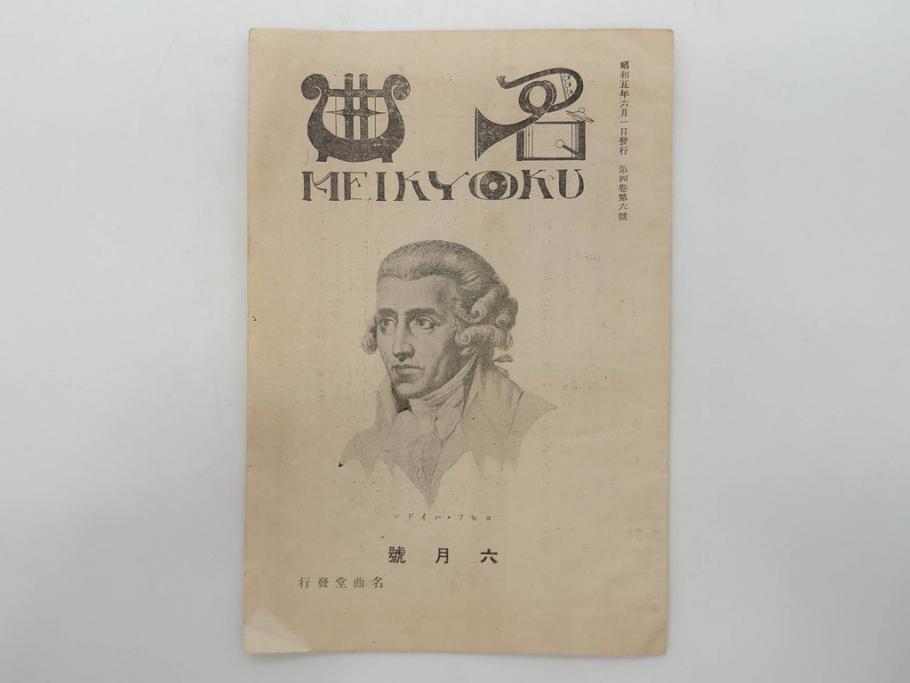 昭和五年六月一日發行 第四卷第六號
名曲
MEIKYOKU
ヨセフ・ハイドン
六月號
名曲堂發行